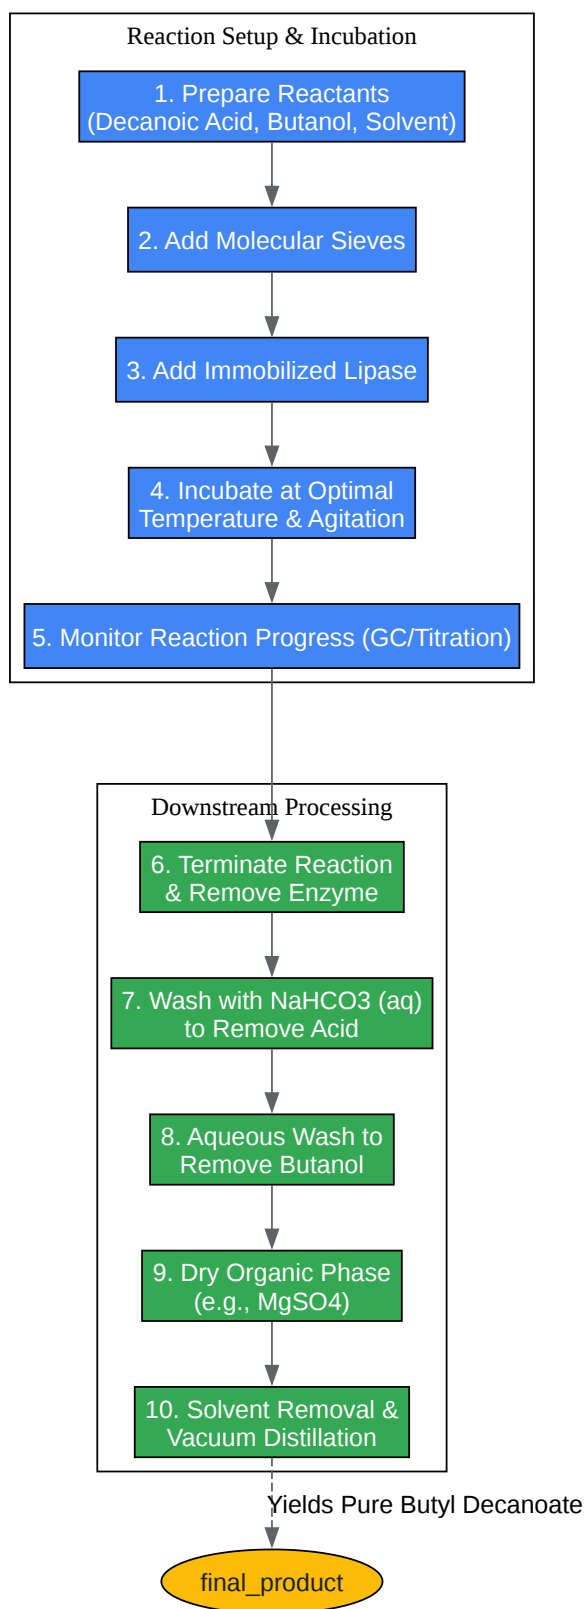 Reaction Setup & Incubation
1. Prepare Reactants
(Decanoic Acid, Butanol, Solvent)
2. Add Molecular Sieves
3. Add Immobilized Lipase
4. Incubate at Optimal
Temperature & Agitation
5. Monitor Reaction Progress (GC/Titration)
Downstream Processing
6. Terminate Reaction
& Remove Enzyme
7. Wash with NaHCO3 (aq)
to Remove Acid
8. Aqueous Wash to
Remove Butanol
9. Dry Organic Phase
(e.g., MgSO4)
10. Solvent Removal &
Vacuum Distillation
Yields Pure Butyl Decanoate
final_product